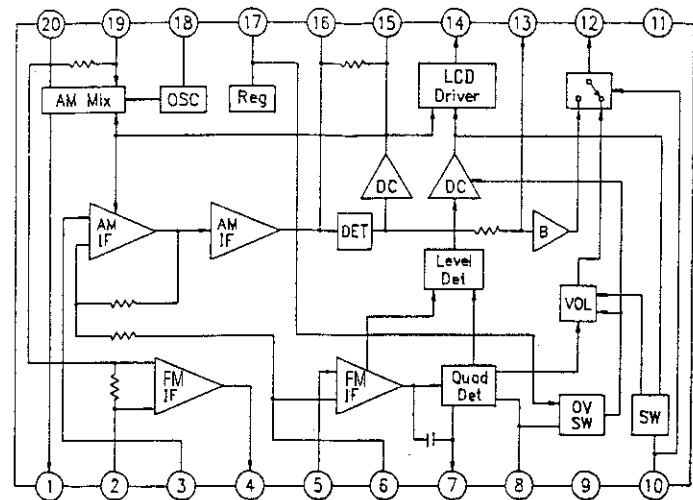 20 19 18 17 16 15 14 13 12 11
AM Mix
OSC
Reg
LCD
Driver
DC
DC
AM
IF
AM
IF
DET
B
Level
Det
VOL
FM
IF
FM
IF
Quad
Det
OV
SW
SW
1 2 3 4 5 6 7 8 9 10